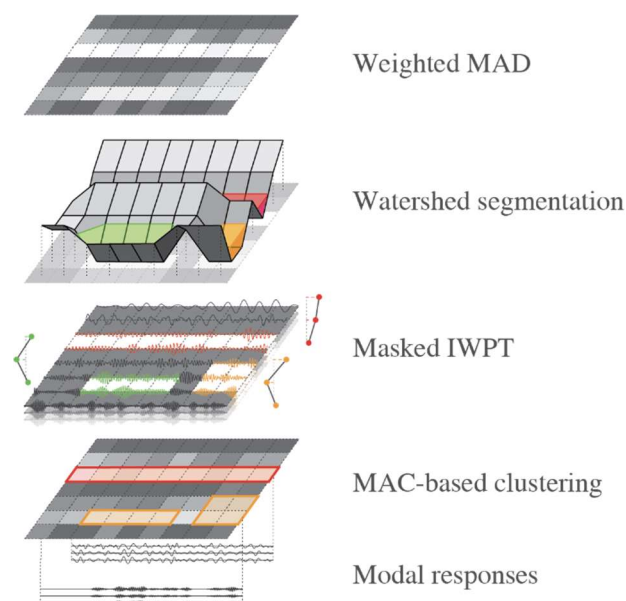 Weighted MAD
Watershed segmentation
Masked IWPT
MAC-based clustering
Modal responses